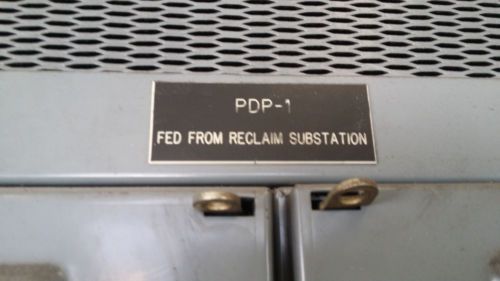 PDP-1
FED FROM RECLAIM SUBSTATION